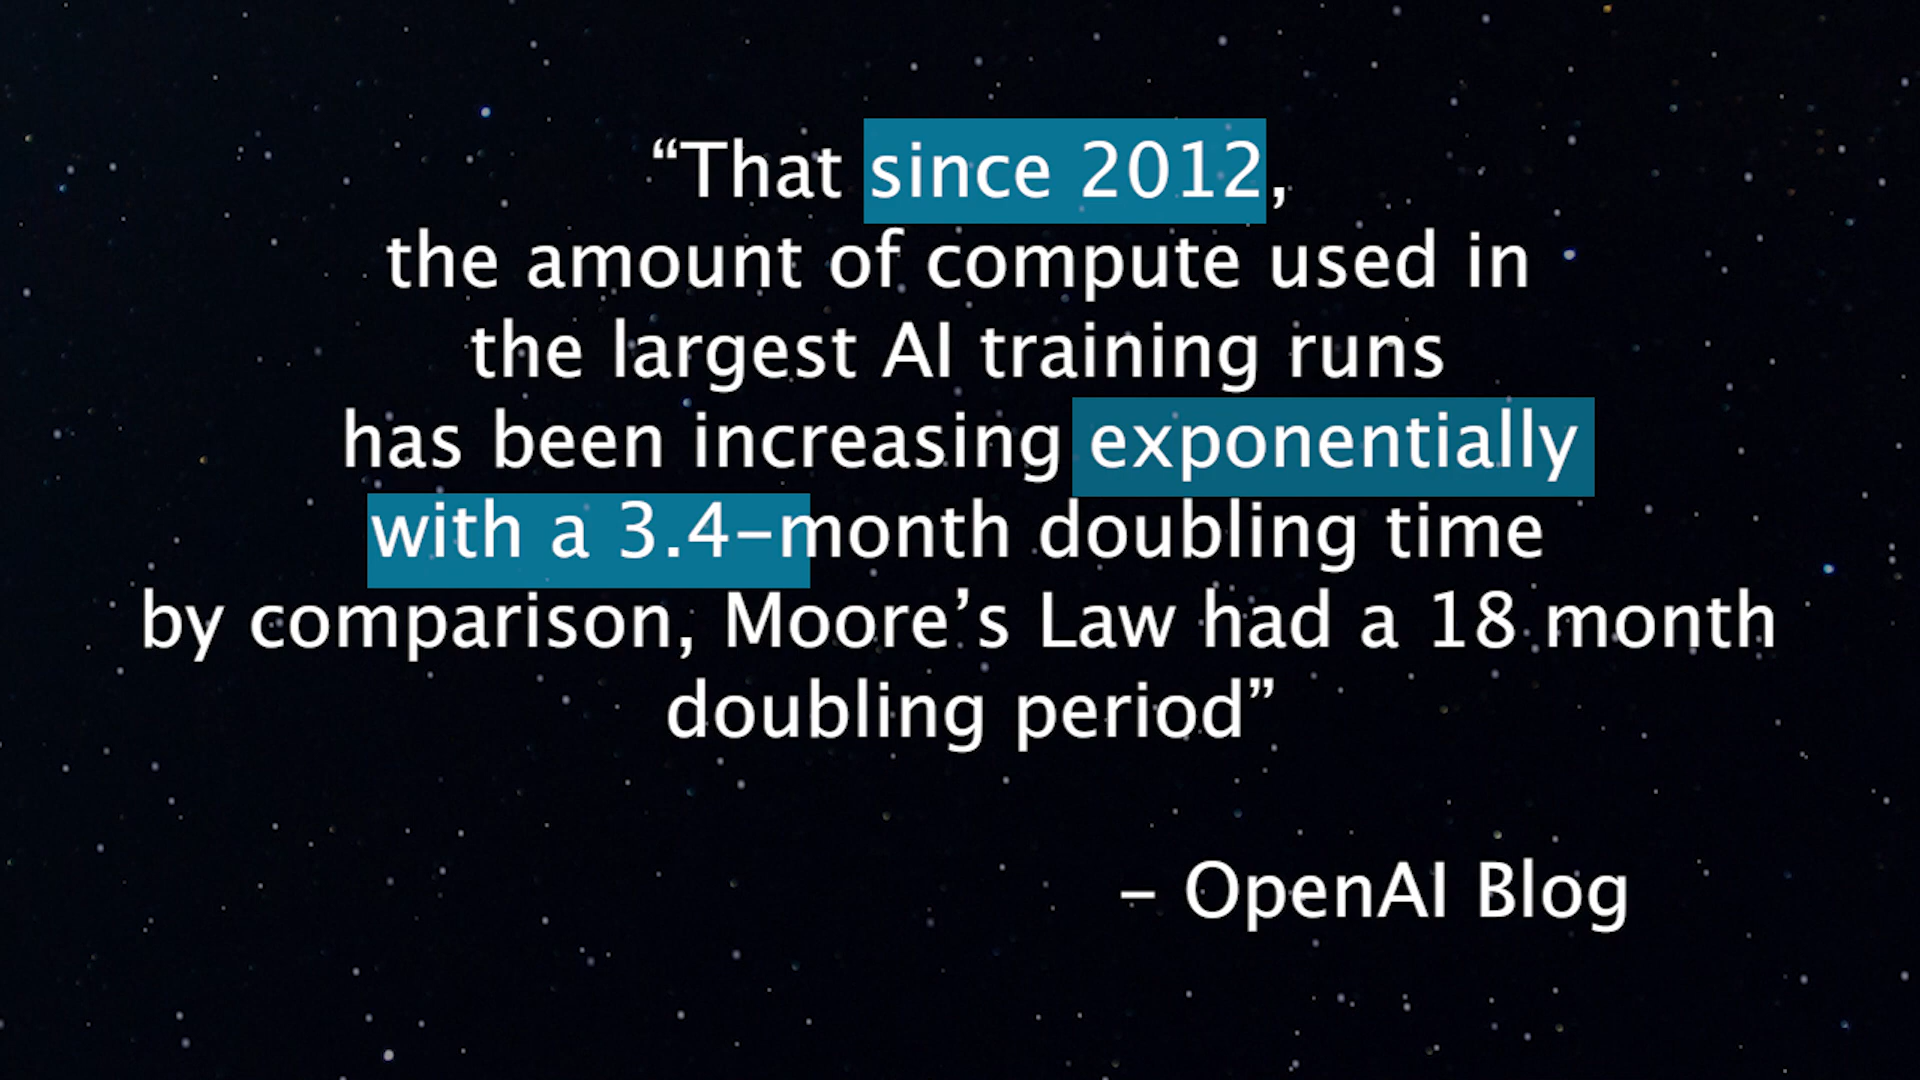 “That since 2012,
the amount of compute used in
the largest AI training runs
has been increasing exponentially
with a 3.4–month doubling time
by comparison, Moore’s Law had a 18 month
doubling period”
– OpenAI Blog